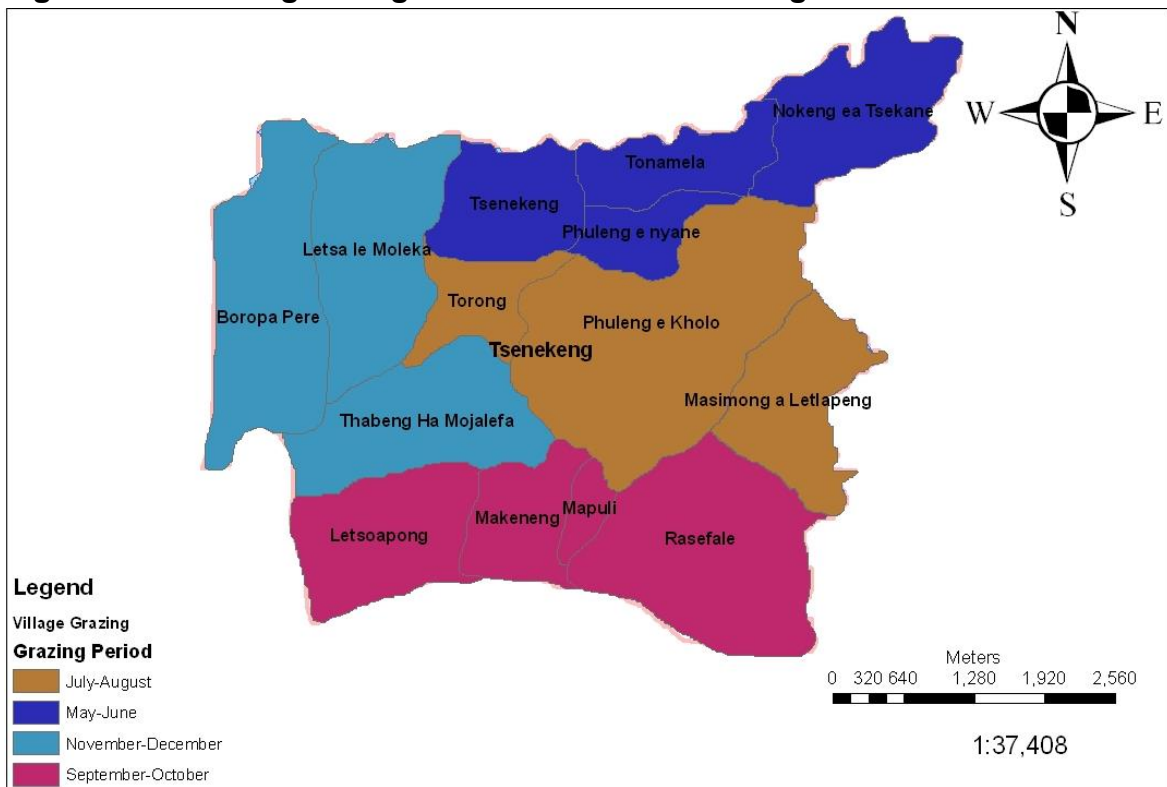 N
W E
S
Nokeng ea Tsekane
Tonamela
Tsenekeng
Phuleng e nyane
Letsa le Moleka
Torong
Boropa Pere
Phuleng e Kholo
Tsenekeng
Masimong a Letlapeng
Thabeng Ha Mojalefa
Mapuli
Makeneng
Letsoapong
Rasefale
Legend
Village Grazing
Grazing Period
July-August
May-June
November-December
September-October
Meters
0 320 640 1,280 1,920 2,560
1:37,408